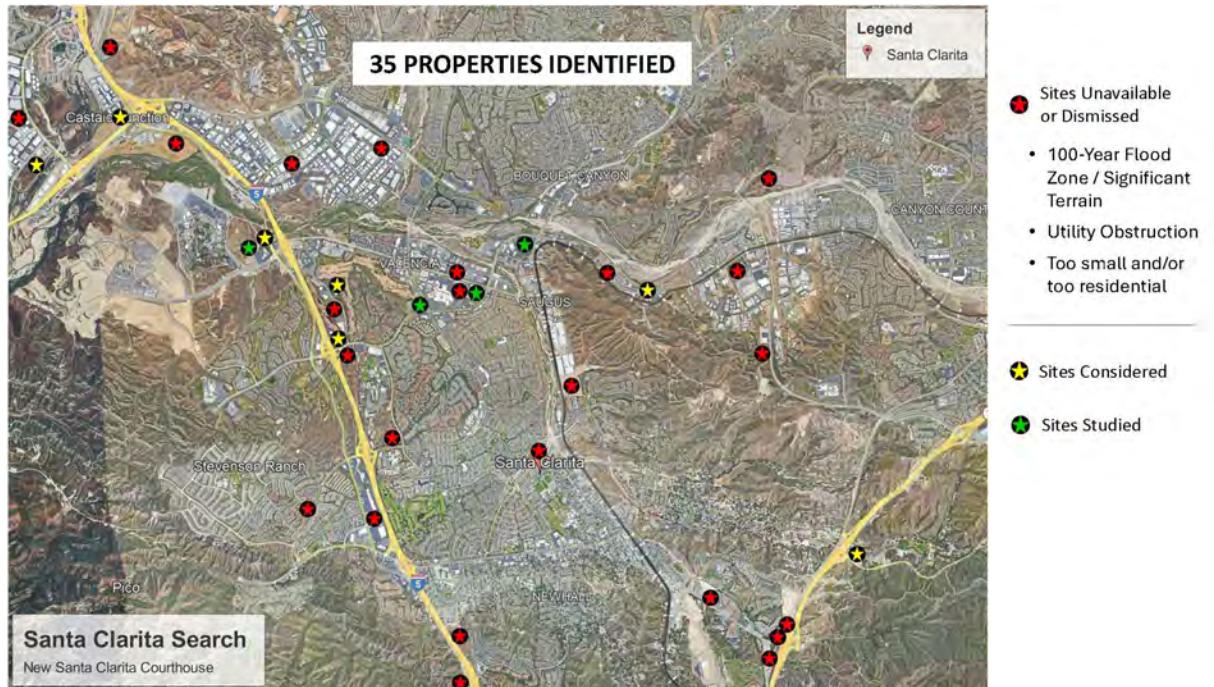 35 PROPERTIES IDENTIFIED
Legend
Santa Clarita
Castaic Junction
5
BOUQUET CANYON
CANYON COUNT
VALENCIA
SAUGUS
Santa Clarita
Stevenson Ranch
Pico
5
NEWHALL
Santa Clarita Search
New Santa Clarita Courthouse
Sites Unavailable
or Dismissed
• 100-Year Flood
Zone / Significant
Terrain
• Utility Obstruction
• Too small and/or
too residential
Sites Considered
Sites Studied